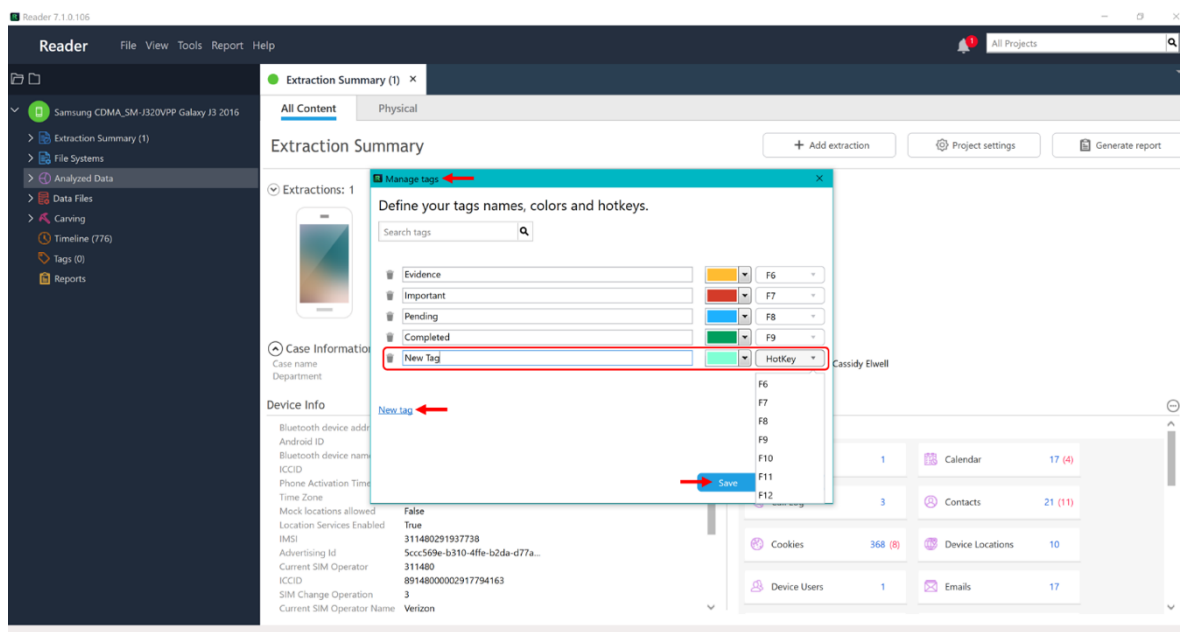 Reader 7.1.0.106
Reader File View Tools Report Help
1
All Projects
Extraction Summary (1) ×
Samsung CDMA_SM-J320VPP Galaxy J3 2016
Extraction Summary (1)
File Systems
Analyzed Data
Data Files
Carving
Timeline (776)
Tags (0)
Reports
All Content Physical
Extraction Summary
+ Add extraction
Project settings
Generate report
Extractions: 1
Manage tags
Define your tags names, colors and hotkeys.
Search tags
Evidence F6
Important F7
Pending F8
Completed F9
New Tag HotKey
F6
F7
F8
F9
F10
F11
F12
New tag
Save
Case Information
Case name
Department
Cassidy Elwell
Device Info
Bluetooth device addr
Android ID
Bluetooth device name
ICCID
Phone Activation Time
Time Zone
Mock locations allowed False
Location Services Enabled True
IMSI 311480291937738
Advertising Id 5ccc569e-b310-4ffe-b2da-d77a...
Current SIM Operator 311480
ICCID 89148000002917794163
SIM Change Operation 3
Current SIM Operator Name Verizon
1
Calendar 17 (4)
3
Contacts 21 (11)
Cookies 368 (8)
Device Locations 10
Device Users 1
Emails 17